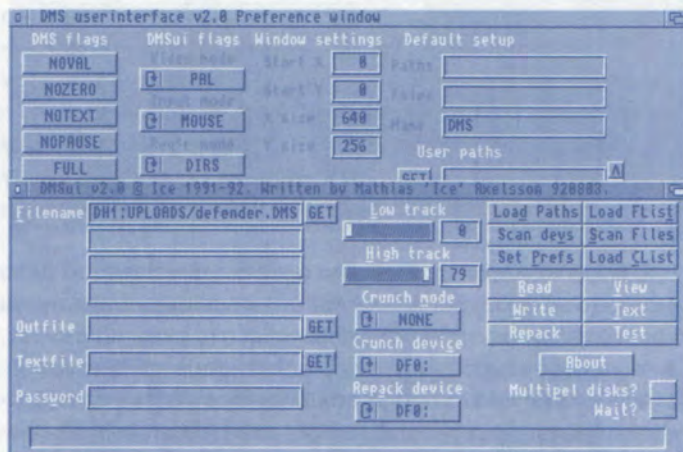 DMS userinterface v2.0 Preference window
DMS flags DMSui flags Window settings Default setup
NOVAL
NOZERO
NOTEXT
NOPAUSE
FULL
Video mode
PAL
Input mode
MOUSE
DIRS
Start X 0
Start Y 0
X size 640
Y size 256
Paths
Files
Name DMS
User paths
GET
DMSui v2.0 © Ice 1991-92. Written by Mathias 'Ice' Axelsson 920803.
Filename DH1:UPLOADS/defender.DMS GET
Outfile GET
Textfile GET
Password
Low track
0
High track
79
Crunch mode
NONE
Crunch device
DF0:
Repack device
DF0:
Load Paths Load FList
Scan devs Scan Files
Set Prefs Load CList
Read View
Write Text
Repack Test
About
Multipel disks?
Wait?